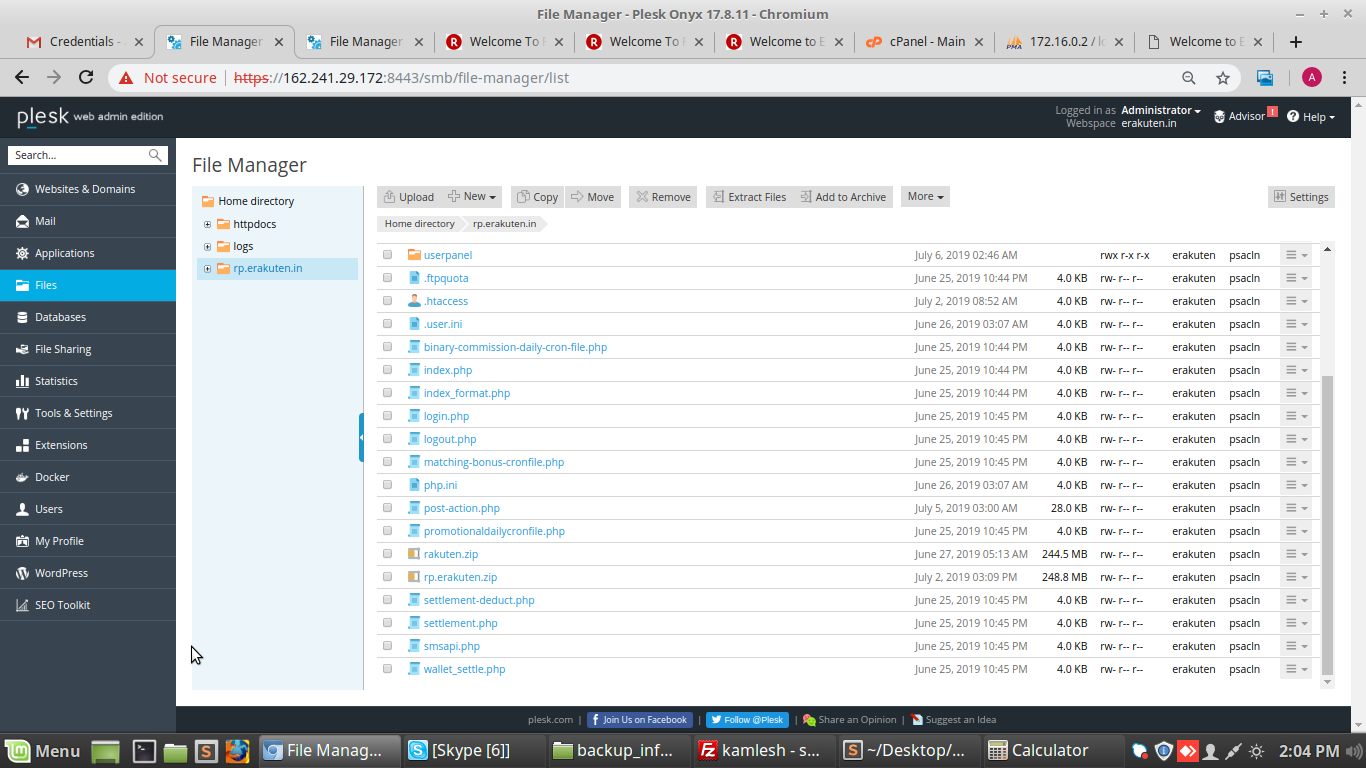 File Manager - Plesk Onyx 17.8.11 - Chromium
Credentials - File Manager File Manager Welcome To Welcome To Welcome to E cPanel - Main PMA 172.16.0.2 / lo Welcome to E
Not secure https://162.241.29.172:8443/smb/file-manager/list A
plesk web admin edition
Logged in as Administrator
Webspace erakuten.in
Advisor ! Help
Search...
Websites & Domains
Mail
Applications
Files
Databases
File Sharing
Statistics
Tools & Settings
Extensions
Docker
Users
My Profile
WordPress
SEO Toolkit
File Manager
Home directory
httpdocs
logs
rp.erakuten.in
Upload New Copy Move Remove Extract Files Add to Archive More Settings
Home directory rp.erakuten.in
userpanel July 6, 2019 02:46 AM rwx r-x r-x erakuten psacln
.ftpquota June 25, 2019 10:44 PM 4.0 KB rw- r-- r-- erakuten psacln
.htaccess July 2, 2019 08:52 AM 4.0 KB rw- r-- r-- erakuten psacln
.user.ini June 26, 2019 03:07 AM 4.0 KB rw- r-- r-- erakuten psacln
binary-commission-daily-cron-file.php June 25, 2019 10:44 PM 4.0 KB rw- r-- r-- erakuten psacln
index.php June 25, 2019 10:44 PM 4.0 KB rw- r-- r-- erakuten psacln
index_format.php June 25, 2019 10:44 PM 4.0 KB rw- r-- r-- erakuten psacln
login.php June 25, 2019 10:45 PM 4.0 KB rw- r-- r-- erakuten psacln
logout.php June 25, 2019 10:45 PM 4.0 KB rw- r-- r-- erakuten psacln
matching-bonus-cronfile.php June 25, 2019 10:45 PM 4.0 KB rw- r-- r-- erakuten psacln
php.ini June 26, 2019 03:07 AM 4.0 KB rw- r-- r-- erakuten psacln
post-action.php July 5, 2019 03:00 AM 28.0 KB rw- r-- r-- erakuten psacln
promotionaldailycronfile.php June 25, 2019 10:45 PM 4.0 KB rw- r-- r-- erakuten psacln
rakuten.zip June 27, 2019 05:13 AM 244.5 MB rw- r-- r-- erakuten psacln
rp.erakuten.zip July 2, 2019 03:09 PM 248.8 MB rw- r-- r-- erakuten psacln
settlement-deduct.php June 25, 2019 10:45 PM 4.0 KB rw- r-- r-- erakuten psacln
settlement.php June 25, 2019 10:45 PM 4.0 KB rw- r-- r-- erakuten psacln
smsapi.php June 25, 2019 10:45 PM 4.0 KB rw- r-- r-- erakuten psacln
wallet_settle.php June 25, 2019 10:45 PM 4.0 KB rw- r-- r-- erakuten psacln
plesk.com | Join Us on Facebook | Follow @Plesk | Share an Opinion | Suggest an Idea
Menu File Manag... [Skype [6]] backup_inf... kamlesh - s... ~/Desktop/... Calculator 2:04 PM